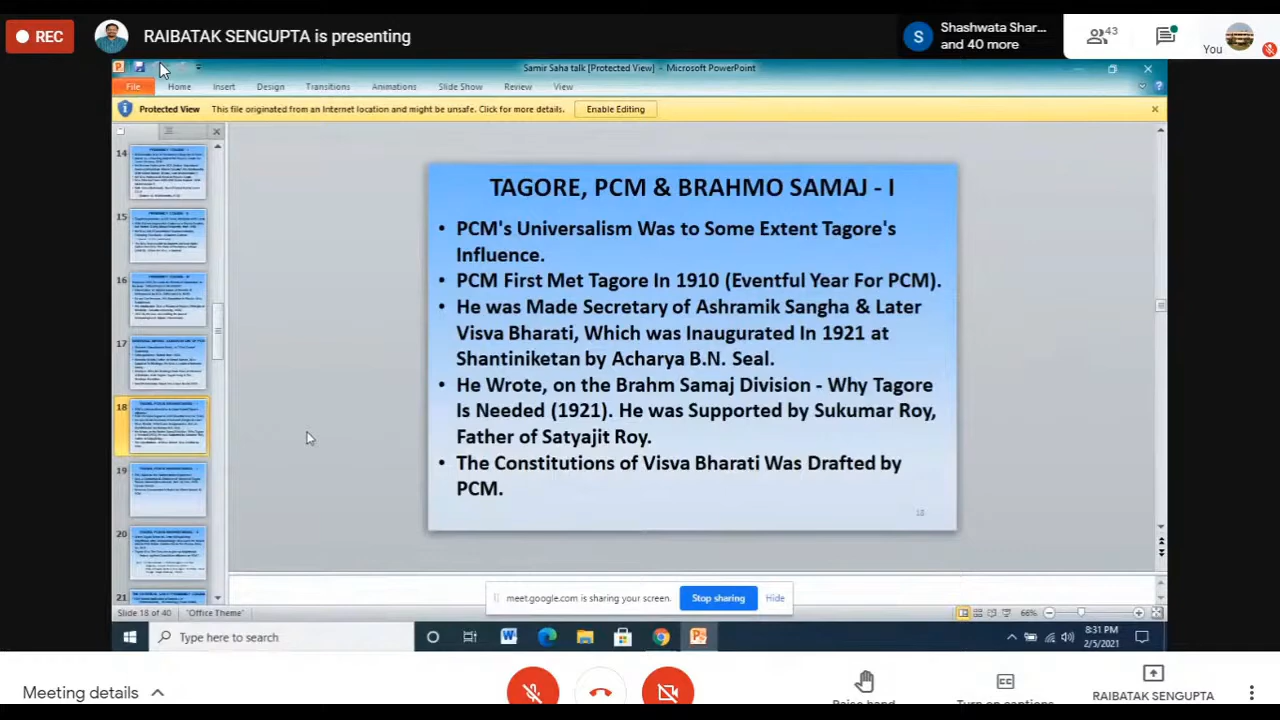 REC
RAIBATAK SENGUPTA is presenting
S
Shashwata Shar...
and 40 more
43
You
Samir Saha talk [Protected View] - Microsoft PowerPoint
File Home Insert Design Transitions Animations Slide Show Review View
Protected View This file originated from an Internet location and might be unsafe. Click for more details. Enable Editing
14
15
16
17
18
19
20
21
TAGORE, PCM & BRAHMO SAMAJ - I
• PCM's Universalism Was to Some Extent Tagore's
Influence.
• PCM First Met Tagore In 1910 (Eventful Year for PCM).
• He was Made Secretary of Ashramik Sangha & Later
Visva Bharati, Which was Inaugurated In 1921 at
Shantiniketan by Acharya B.N. Seal.
• He Wrote, on the Brahm Samaj Division - Why Tagore
Is Needed (1921). He was Supported by Sukumar Roy,
Father of Satyajit Roy.
• The Constitutions of Visva Bharati Was Drafted by
PCM.
18
meet.google.com is sharing your screen. Stop sharing Hide
Slide 18 of 40 'Office Theme' 66%
Type here to search
8:31 PM
2/5/2021
Meeting details
Raise hand
Turn on captions
RAIBATAK SENGUPTA